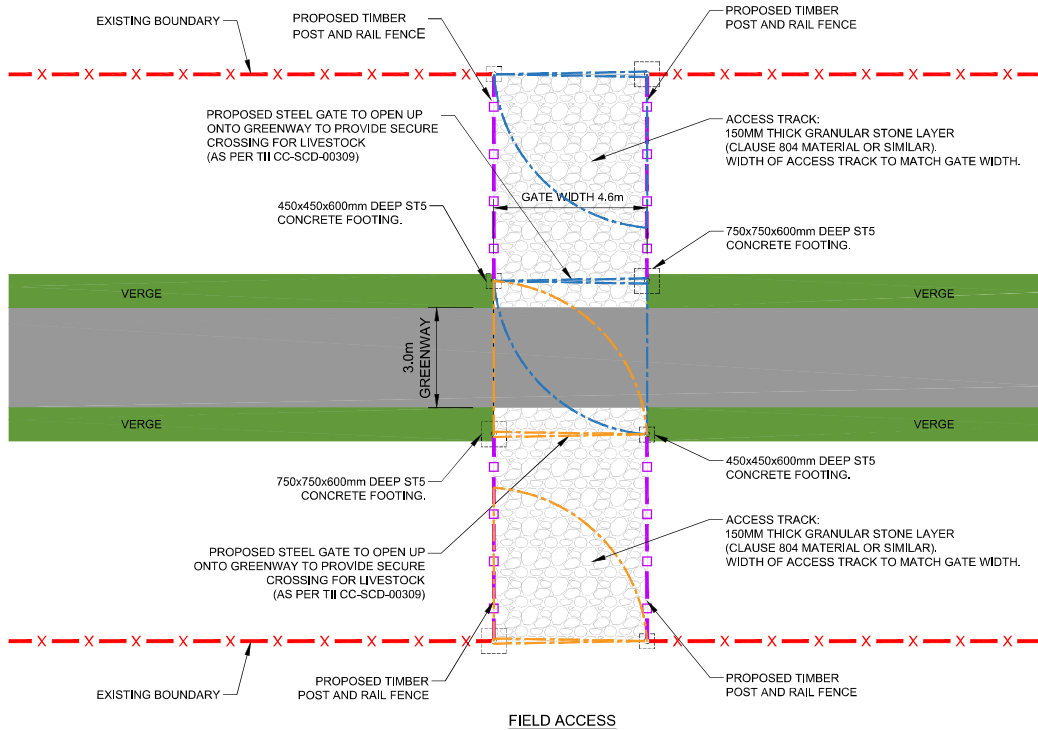 EXISTING BOUNDARY
PROPOSED TIMBER
POST AND RAIL FENCE
PROPOSED TIMBER
POST AND RAIL FENCE
PROPOSED STEEL GATE TO OPEN UP
ONTO GREENWAY TO PROVIDE SECURE
CROSSING FOR LIVESTOCK
(AS PER TII CC-SCD-00309)
ACCESS TRACK:
150MM THICK GRANULAR STONE LAYER
(CLAUSE 804 MATERIAL OR SIMILAR).
WIDTH OF ACCESS TRACK TO MATCH GATE WIDTH.
GATE WIDTH 4.6m
450x450x600mm DEEP ST5
CONCRETE FOOTING.
750x750x600mm DEEP ST5
CONCRETE FOOTING.
VERGE
VERGE
3.0m
GREENWAY
VERGE
VERGE
750x750x600mm DEEP ST5
CONCRETE FOOTING.
450x450x600mm DEEP ST5
CONCRETE FOOTING.
PROPOSED STEEL GATE TO OPEN UP
ONTO GREENWAY TO PROVIDE SECURE
CROSSING FOR LIVESTOCK
(AS PER TII CC-SCD-00309)
ACCESS TRACK:
150MM THICK GRANULAR STONE LAYER
(CLAUSE 804 MATERIAL OR SIMILAR).
WIDTH OF ACCESS TRACK TO MATCH GATE WIDTH.
EXISTING BOUNDARY
PROPOSED TIMBER
POST AND RAIL FENCE
PROPOSED TIMBER
POST AND RAIL FENCE
FIELD ACCESS